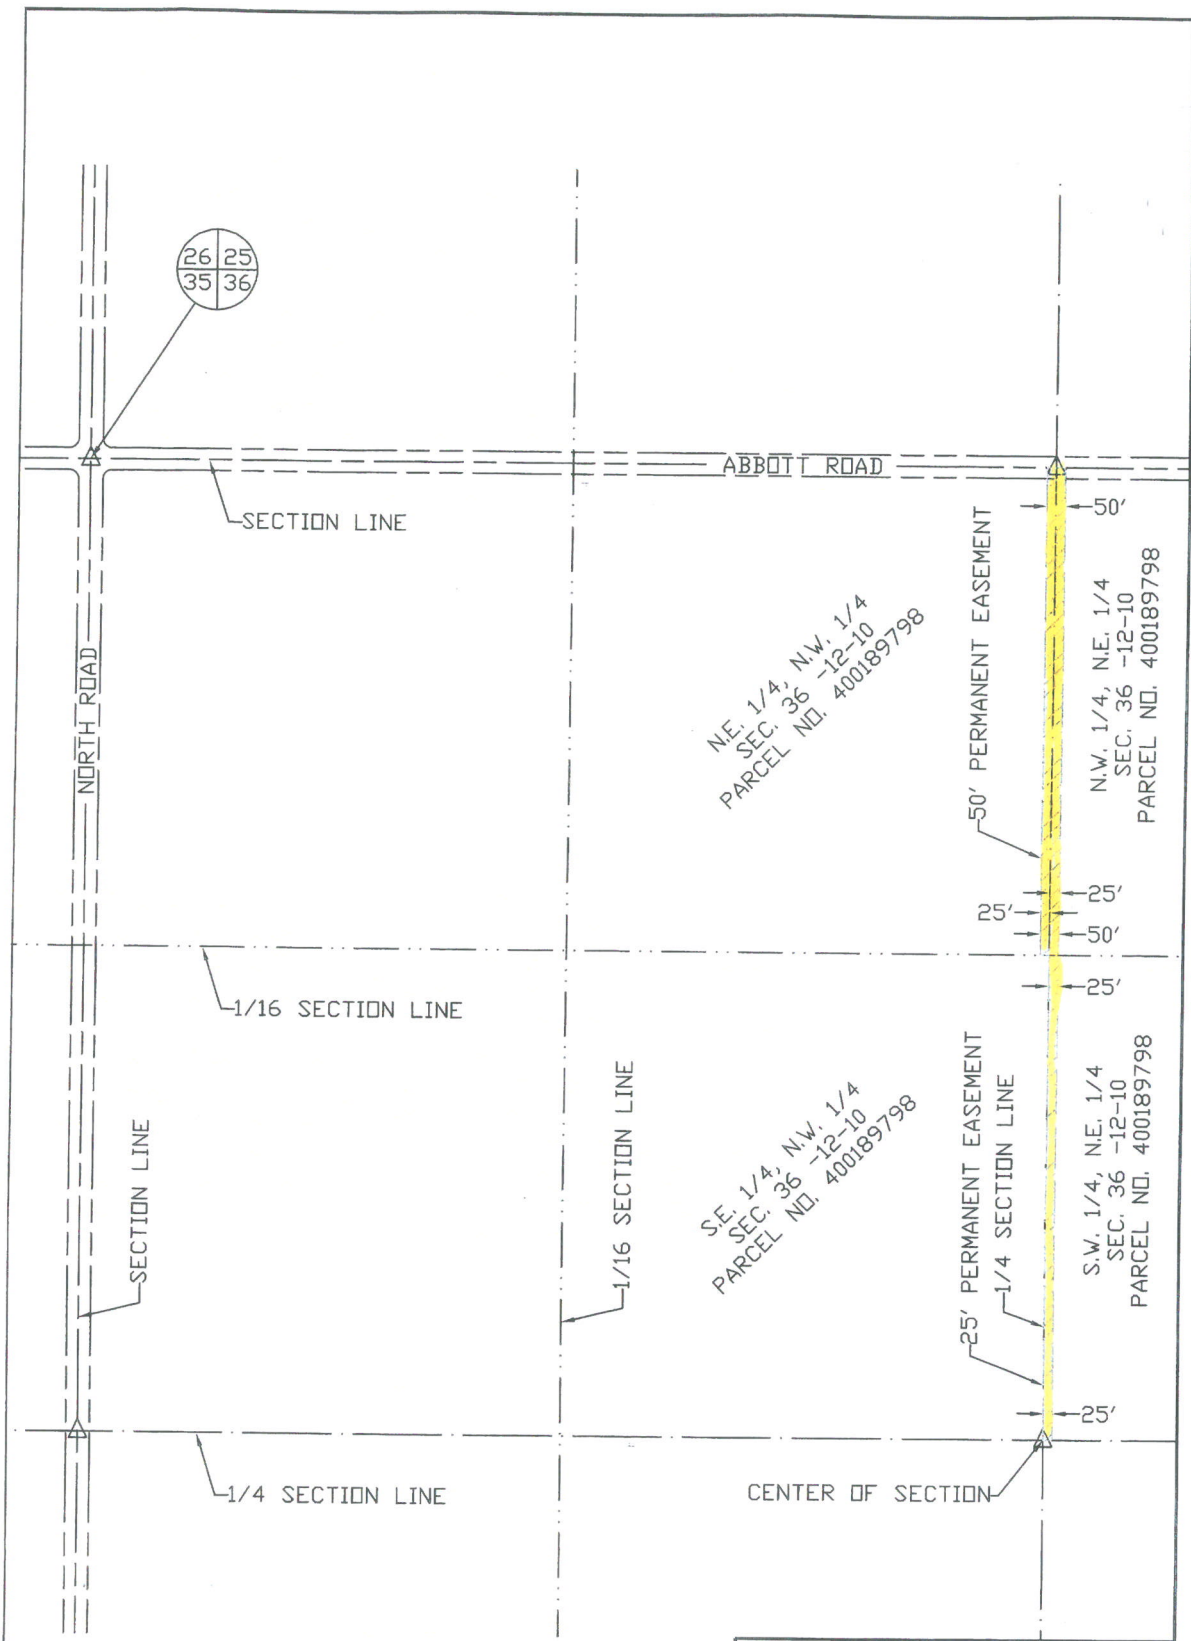 26 25
35 36
ABBOTT ROAD
SECTION LINE
50'
NORTH ROAD
N.E. 1/4, N.W. 1/4
SEC. 36 -12-10
PARCEL NO. 400189798
50' PERMANENT EASEMENT
N.W. 1/4, N.E. 1/4
SEC. 36 -12-10
PARCEL NO. 400189798
25'
25'
50'
1/16 SECTION LINE
25'
SECTION LINE
1/16 SECTION LINE
S.E. 1/4, N.W. 1/4
SEC. 36 -12-10
PARCEL NO. 400189798
25' PERMANENT EASEMENT
1/4 SECTION LINE
S.W. 1/4, N.E. 1/4
SEC. 36 -12-10
PARCEL NO. 400189798
25'
1/4 SECTION LINE
CENTER OF SECTION